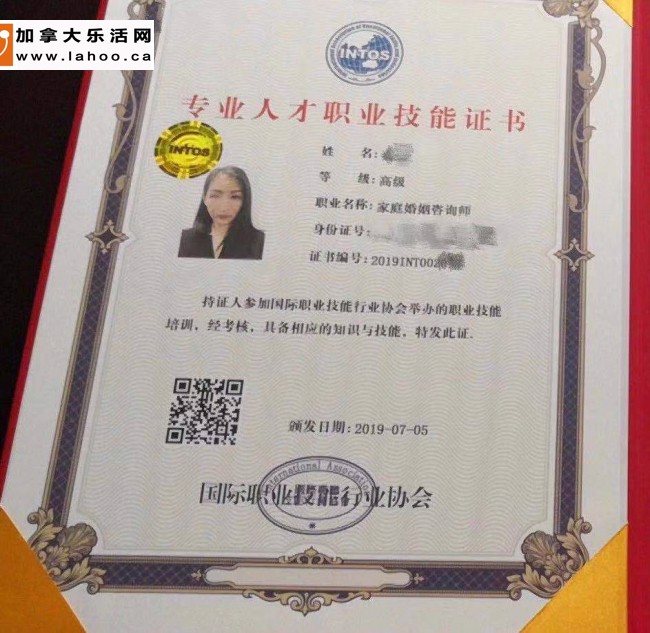 加拿大乐活网
www.lahoo.ca
INTOS
专业人才职业技能证书
INTOS
姓 名:
等 级: 高级
职业名称: 家庭婚姻咨询师
身份证号:
证书编号: 2019INT002
持证人参加国际职业技能行业协会举办的职业技能
培训，经考核，具备相应的知识与技能，特发此证.
颁发日期: 2019-07-05
International Association
国际职业技能行业协会